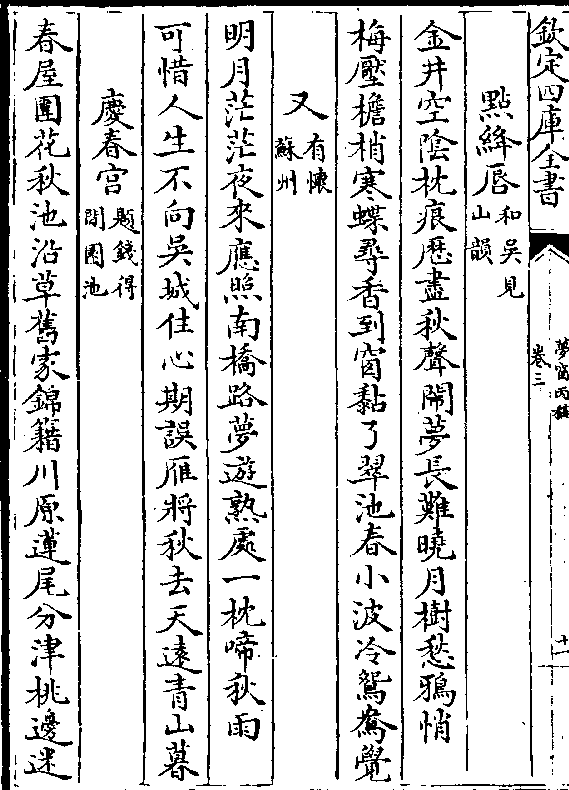 欽定四庫全書
夢窗丙稿
卷三
十一
點絳唇和吳見
山韻
金井空陰枕痕歷盡秋聲鬧夢長難曉月樹愁鴉悄
梅壓檐梢寒蝶尋香到窗黏了翠池春小波冷鴛鴦覺
又有懷
蘇州
明月茫茫夜來應照南橋路夢遊熟處一枕啼秋雨
可惜人生不向吳城住心期誤雁將秋去天遠青山暮
慶春宮題錢得
閒園池
春屋圍花秋池沿草舊家錦籍川原蓮尾分津桃邊迷